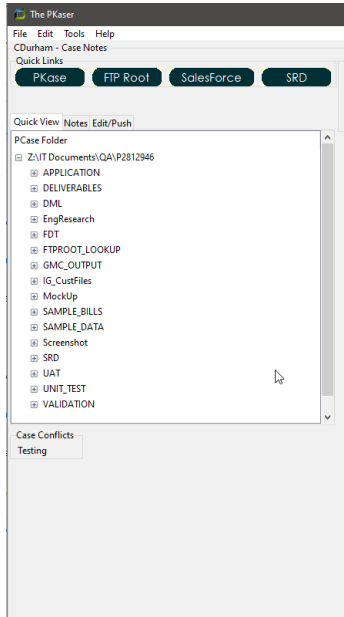 The PKaser
File Edit Tools Help
CDurham - Case Notes
Quick Links
PKase FTP Root SalesForce SRD
Quick View Notes Edit/Push
PCase Folder
Z:\IT Documents\QA\P2812946
APPLICATION
DELIVERABLES
DML
EngResearch
FDT
FTPROOT_LOOKUP
GMC_OUTPUT
IG_CustFiles
MockUp
SAMPLE_BILLS
SAMPLE_DATA
Screenshot
SRD
UAT
UNIT_TEST
VALIDATION
Case Conflicts
Testing